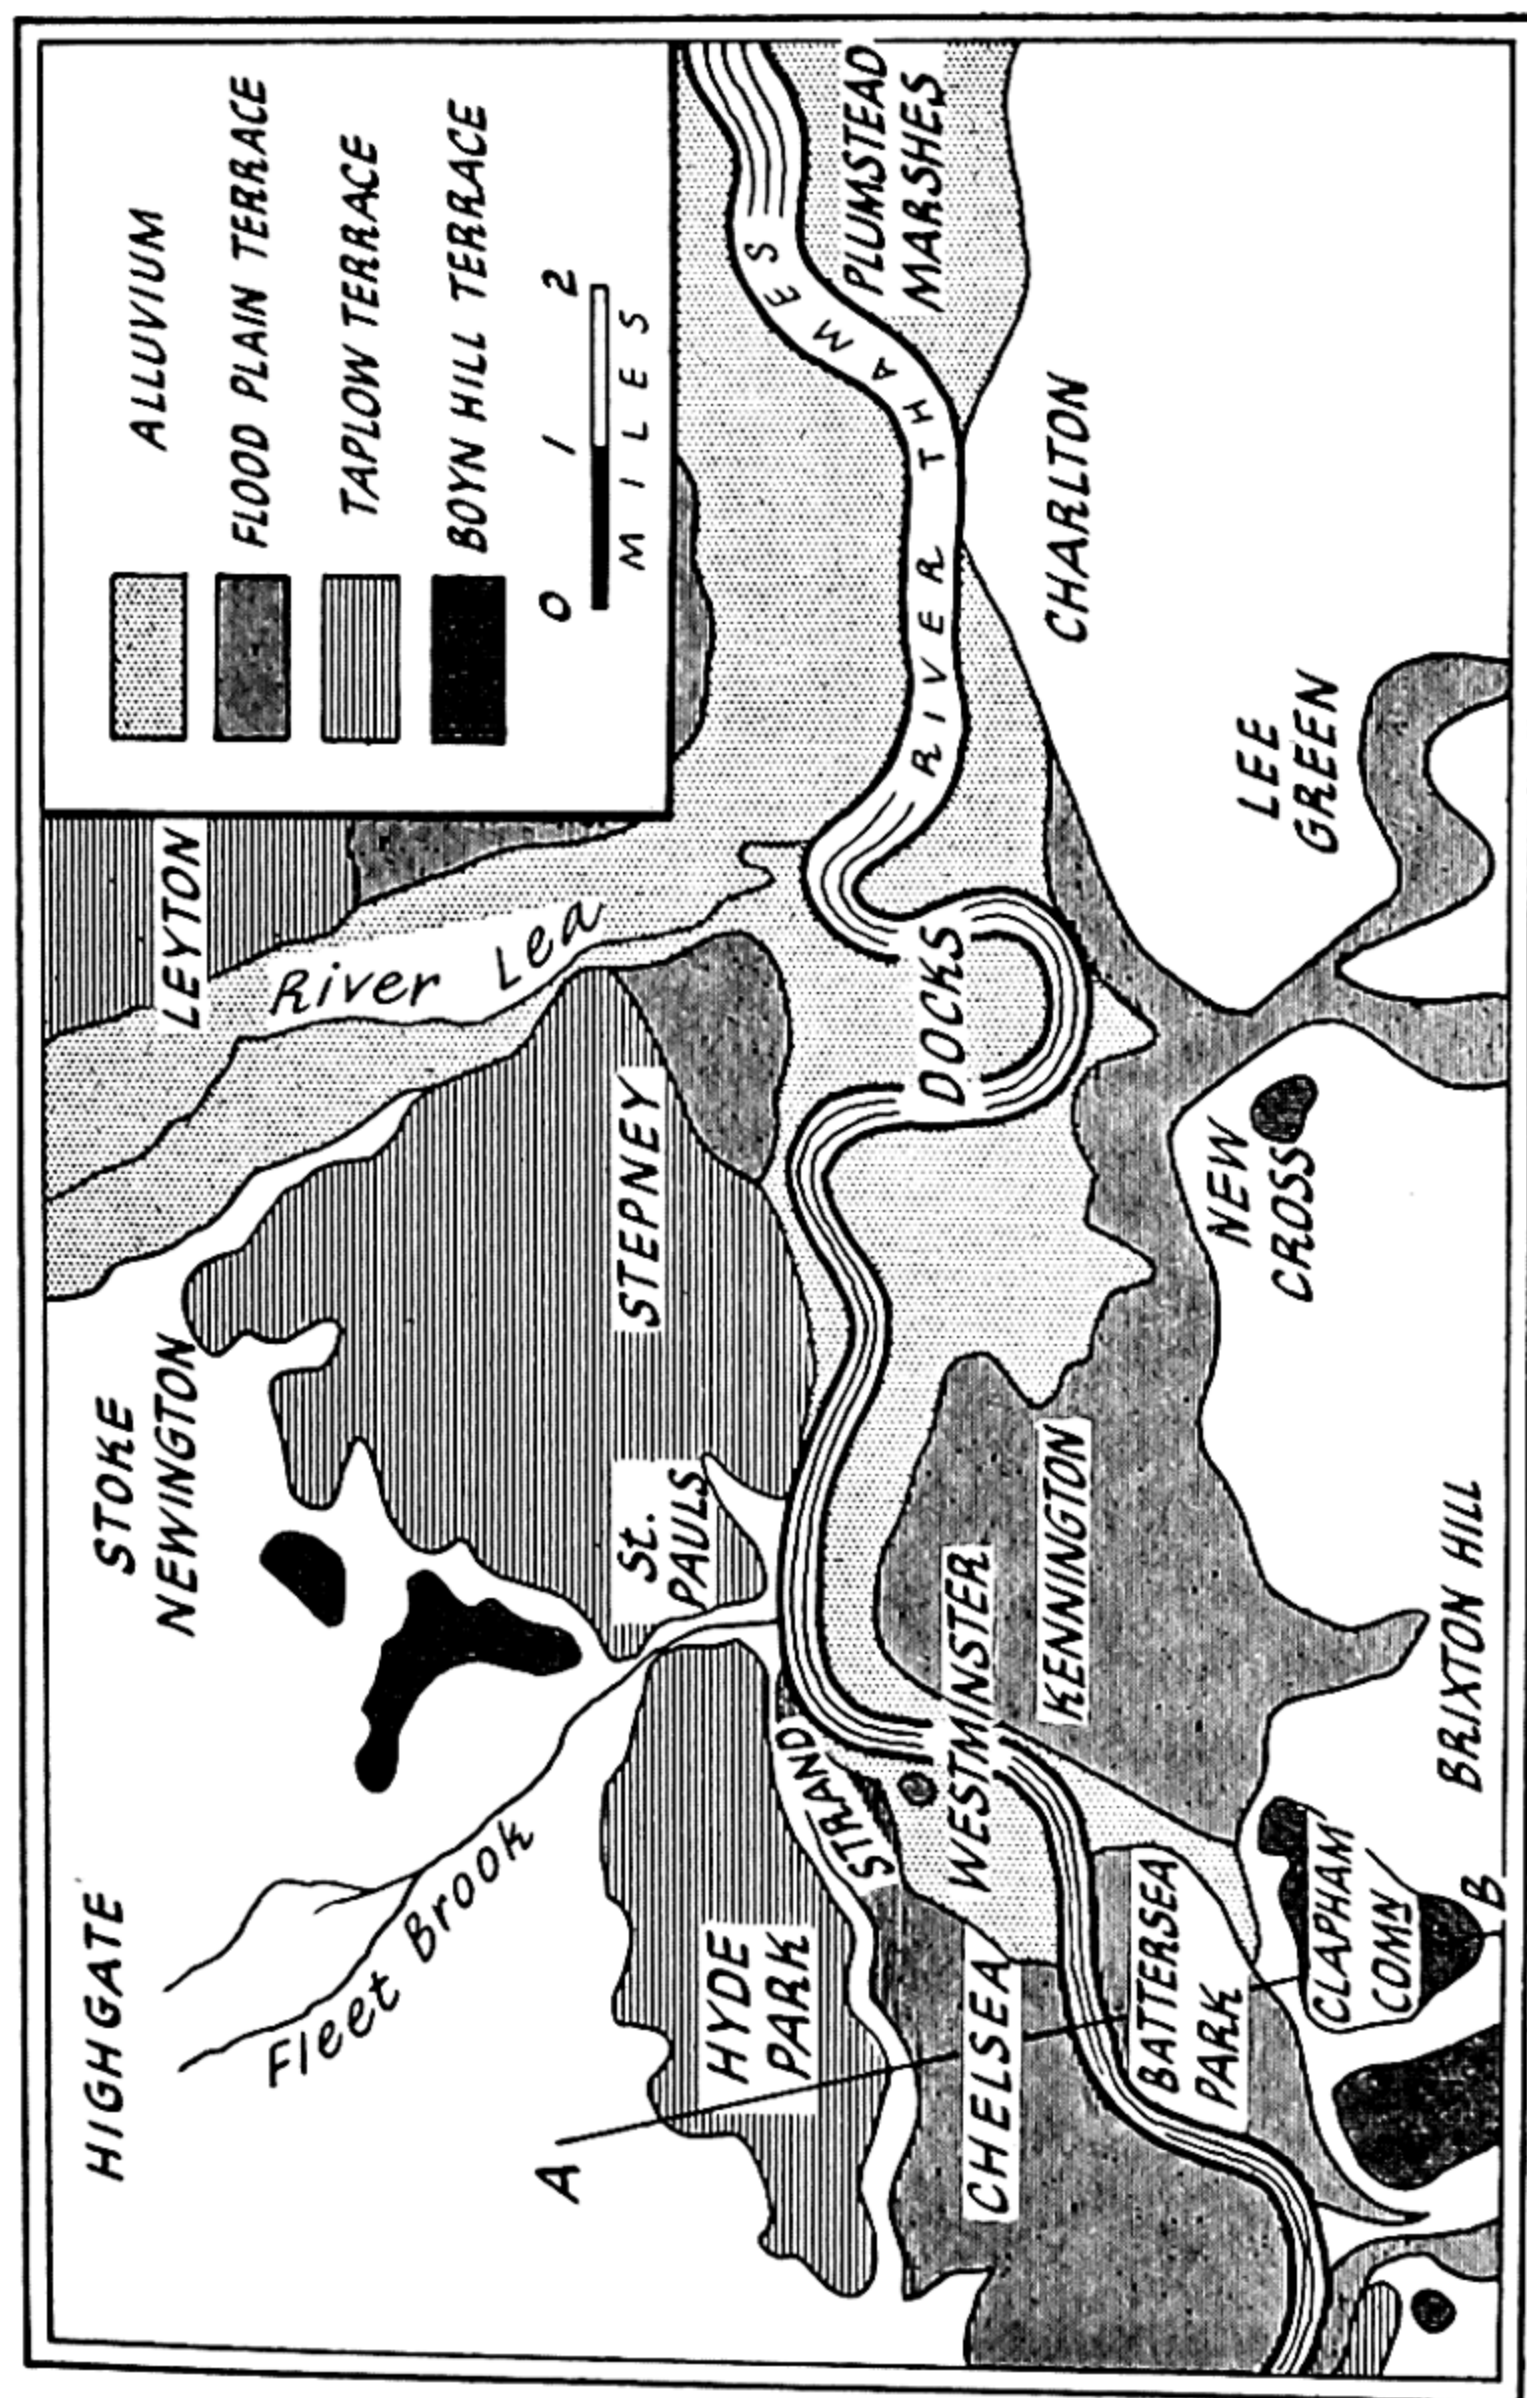 HIGHGATE
STOKE
NEWINGTON
LEYTON
ALLUVIUM
FLOOD PLAIN TERRACE
TAPLOW TERRACE
BOYN HILL TERRACE
0 1 2
MILES
Fleet Brook
River Lea
A
HYDE
PARK
St.
PAULS
STEPNEY
STRAND
CHELSEA
WESTMINSTER
DOCKS
RIVER THAMES
PLUMSTEAD
MARSHES
KENNINGTON
CHARLTON
BATTERSEA
PARK
NEW
CROSS
LEE
GREEN
CLAPHAM
COMN
BRIXTON HILL
B